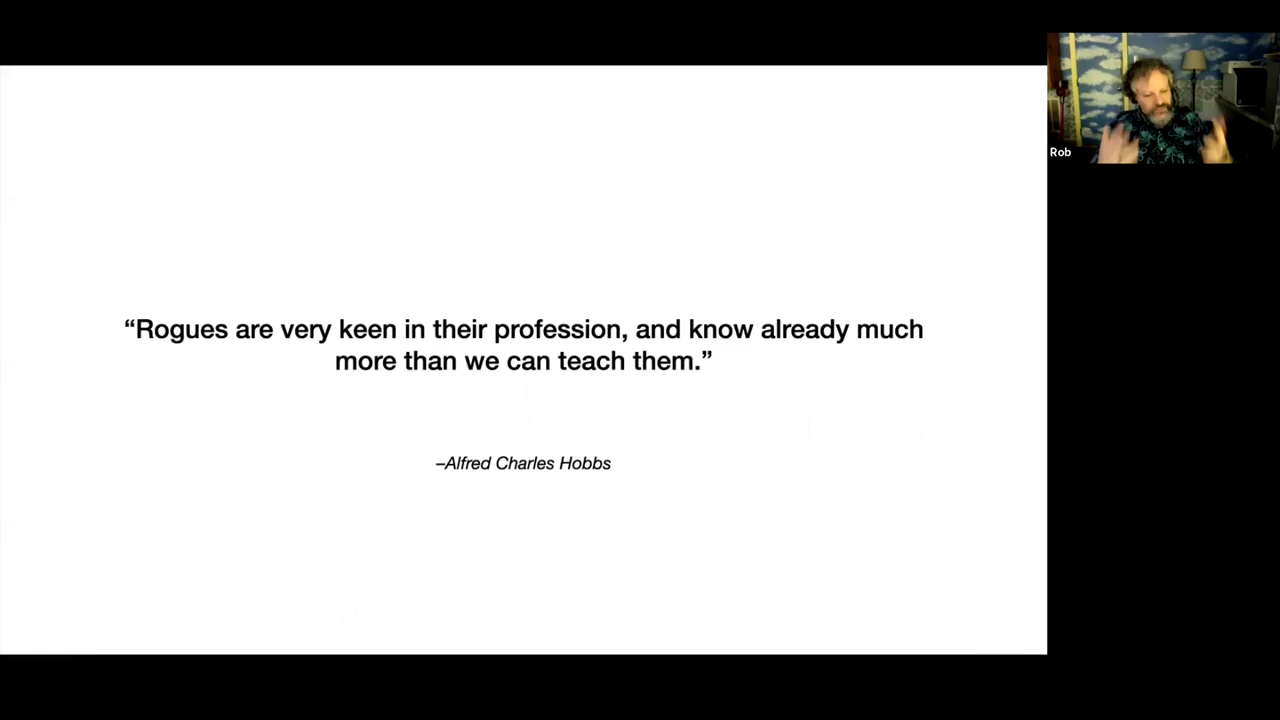 “Rogues are very keen in their profession, and know already much
more than we can teach them.”
–Alfred Charles Hobbs
Rob